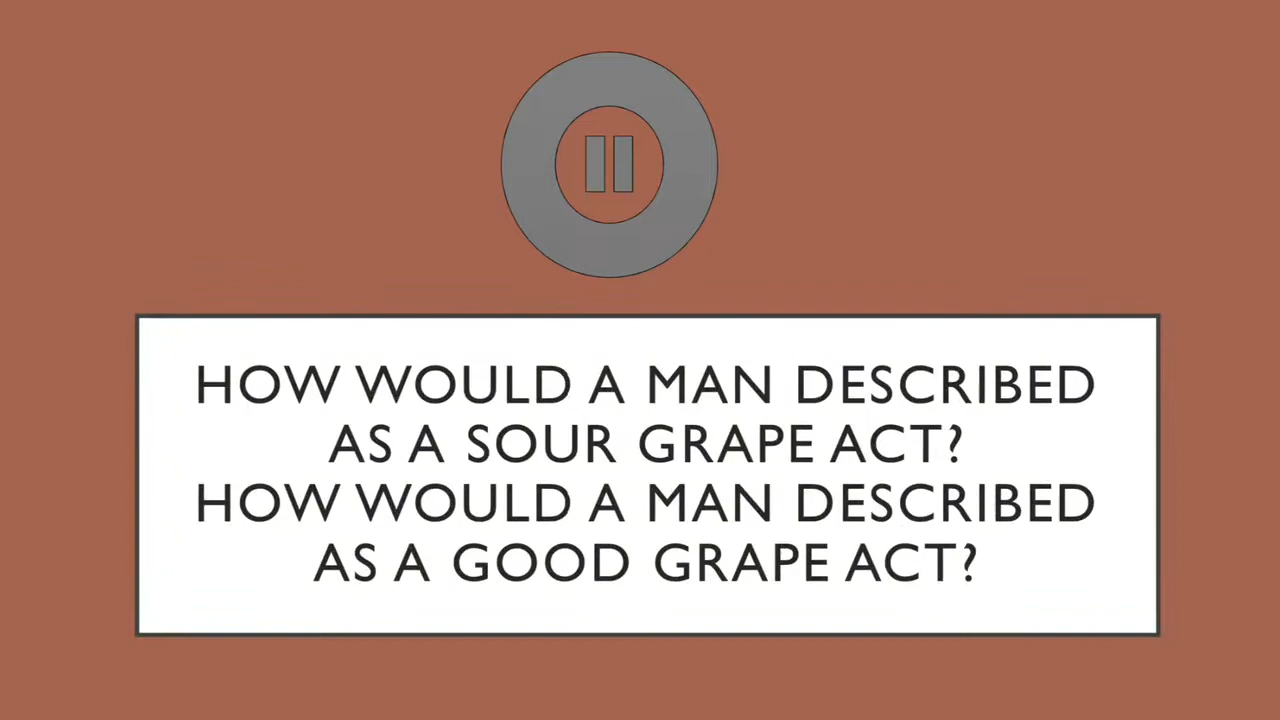 HOW WOULD A MAN DESCRIBED
AS A SOUR GRAPE ACT?
HOW WOULD A MAN DESCRIBED
AS A GOOD GRAPE ACT?